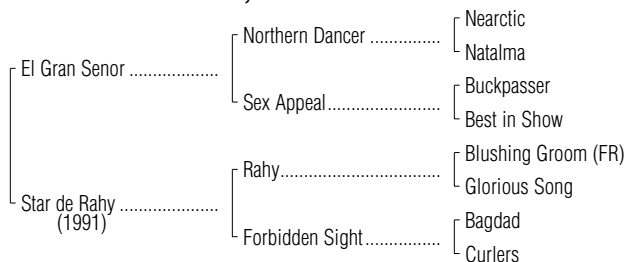 Nearctic
Northern Dancer ...............
Natalma
El Gran Senor ...................
Buckpasser
Sex Appeal........................
Best in Show
Blushing Groom (FR)
Rahy..................................
Glorious Song
Star de Rahy .....................
(1991)
Bagdad
Forbidden Sight................
Curlers